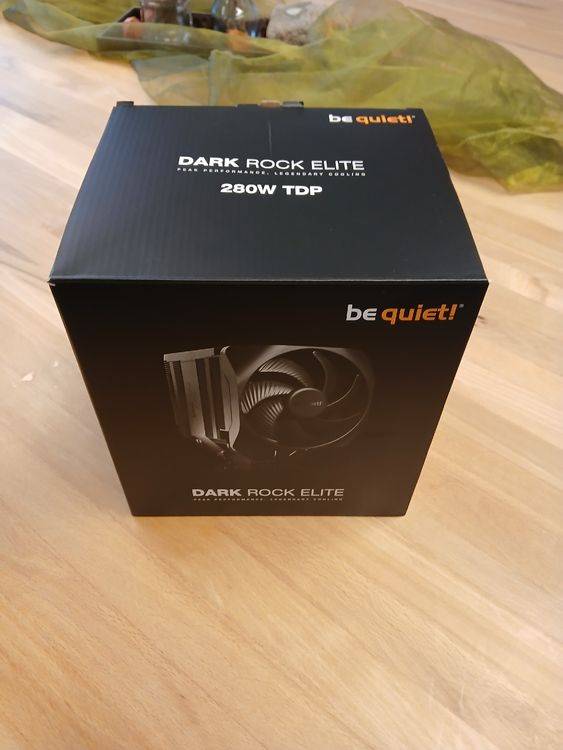 be quiet!
DARK ROCK ELITE
PEAK PERFORMANCE. LEGENDARY COOLING
280W TDP
be quiet!®
DARK ROCK ELITE
PEAK PERFORMANCE. LEGENDARY COOLING